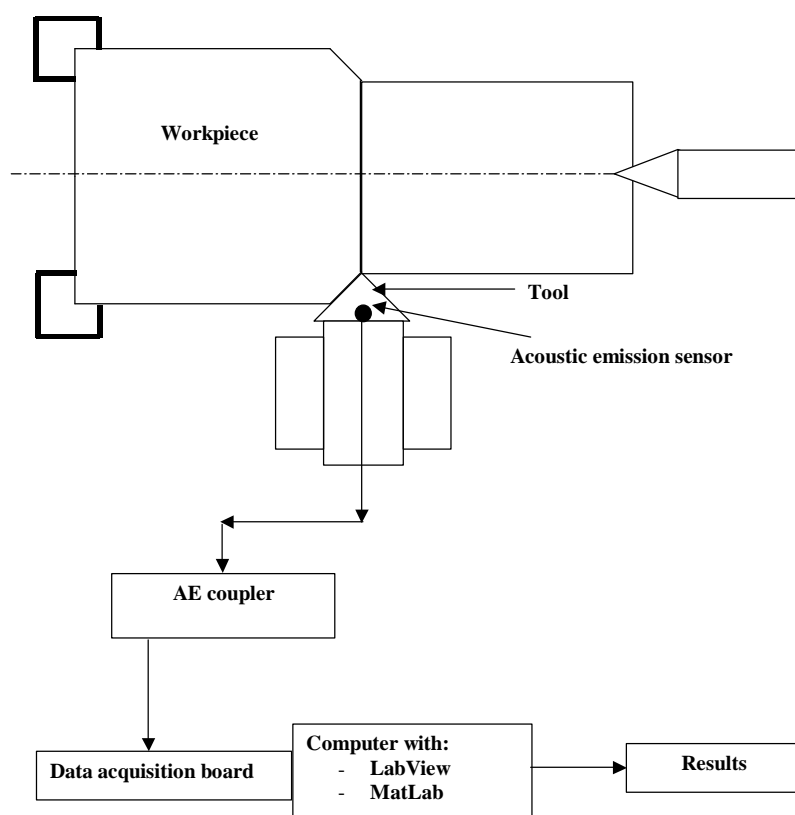 Workpiece
Tool
Acoustic emission sensor
AE coupler
Data acquisition board
Computer with:
- LabView
- MatLab
Results